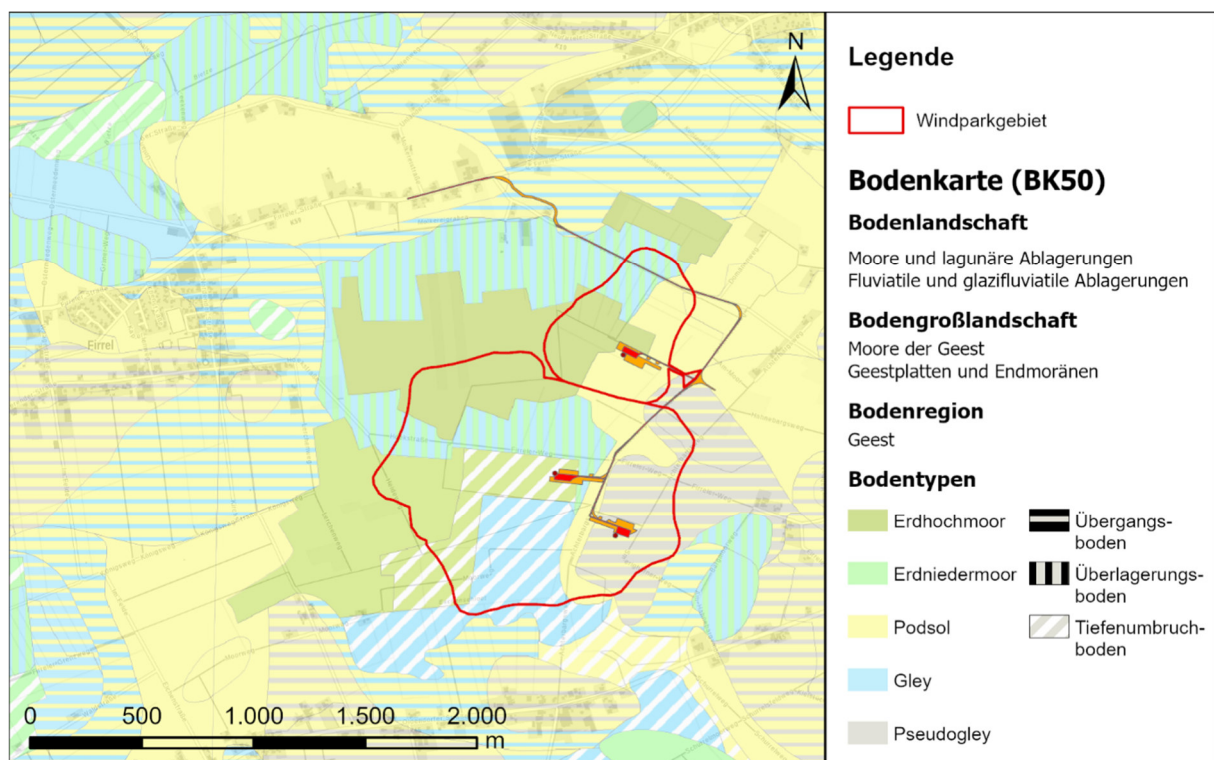 N
Eirrel
0
500
1.000
1.500
2.000
m
Legende
Windparkgebiet
Bodenkarte (BK50)
Bodenlandschaft
Moore und lagunäre Ablagerungen
Fluviatile und glazifluviatile Ablagerungen
Bodengroßlandschaft
Moore der Geest
Geestplatten und Endmoränen
Bodenregion
Geest
Bodentypen
Erdhochmoor
Übergangs-
boden
Erdniedermoor
Überlagerungs-
boden
Podsol
Tiefenumbruch-
boden
Gley
Pseudogley